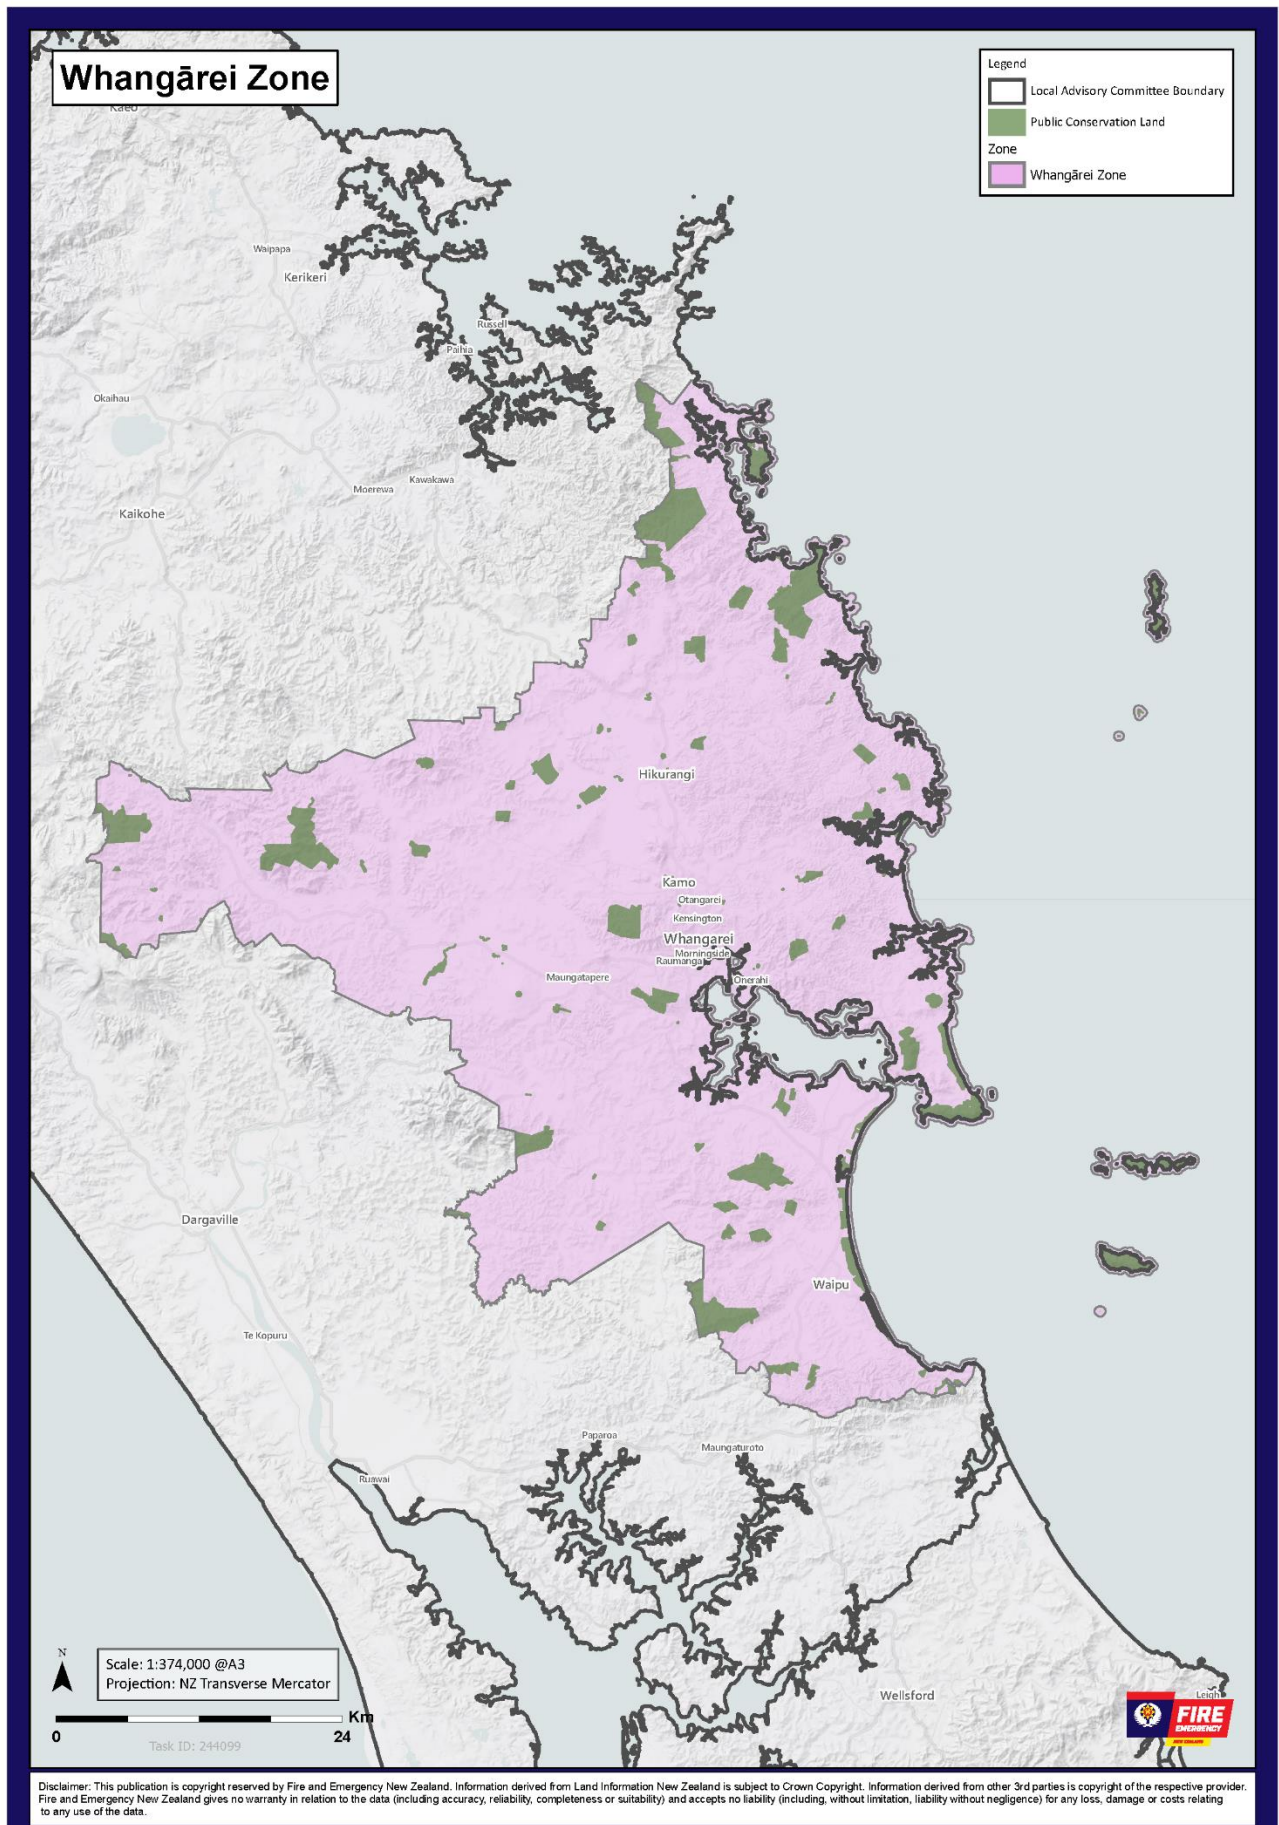 Whangārei Zone
Legend
Local Advisory Committee Boundary
Public Conservation Land
Zone
Whangārei Zone
Kaeo
Waipapa
Kerikeri
Russell
Paihia
Okaihau
Kawakawa
Moerewa
Kaikohe
Hikurangi
Kamo
Otangarei
Kensington
Whangarei
Morningside
Raumanga
Maungatapere
Onerahi
Dargaville
Waipu
Te Kopuru
Paparoa
Maungaturoto
Ruawai
Wellsford
Leigh
N
Scale: 1:374,000 @A3
Projection: NZ Transverse Mercator
Km
0
24
Task ID: 244099
FIRE
EMERGENCY
NEW ZEALAND
Disclaimer: This publication is copyright reserved by Fire and Emergency New Zealand. Information derived from Land Information New Zealand is subject to Crown Copyright. Information derived from other 3rd parties is copyright of the respective provider.
Fire and Emergency New Zealand gives no warranty in relation to the data (including accuracy, reliability, completeness or suitability) and accepts no liability (including, without limitation, liability without negligence) for any loss, damage or costs relating
to any use of the data.